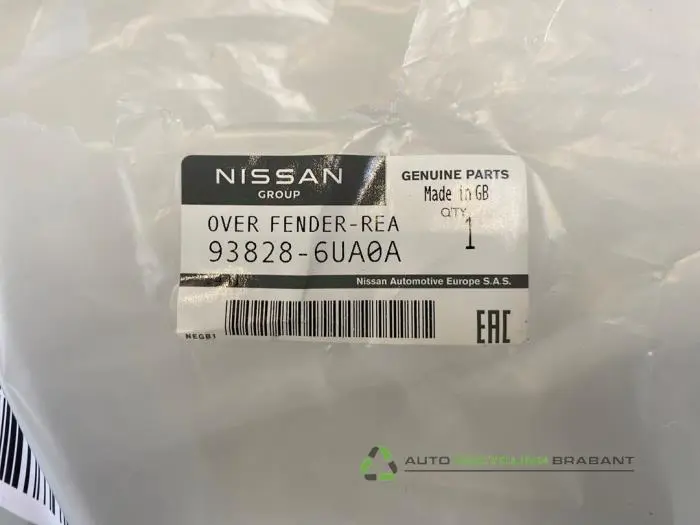 NISSAN
GROUP
GENUINE PARTS
Made in GB
QTY
1
OVER FENDER-REA
93828-6UA0A
Nissan Automotive Europe S.A.S.
NEGB1
EAC
AUTO RECYCLING BRABANT